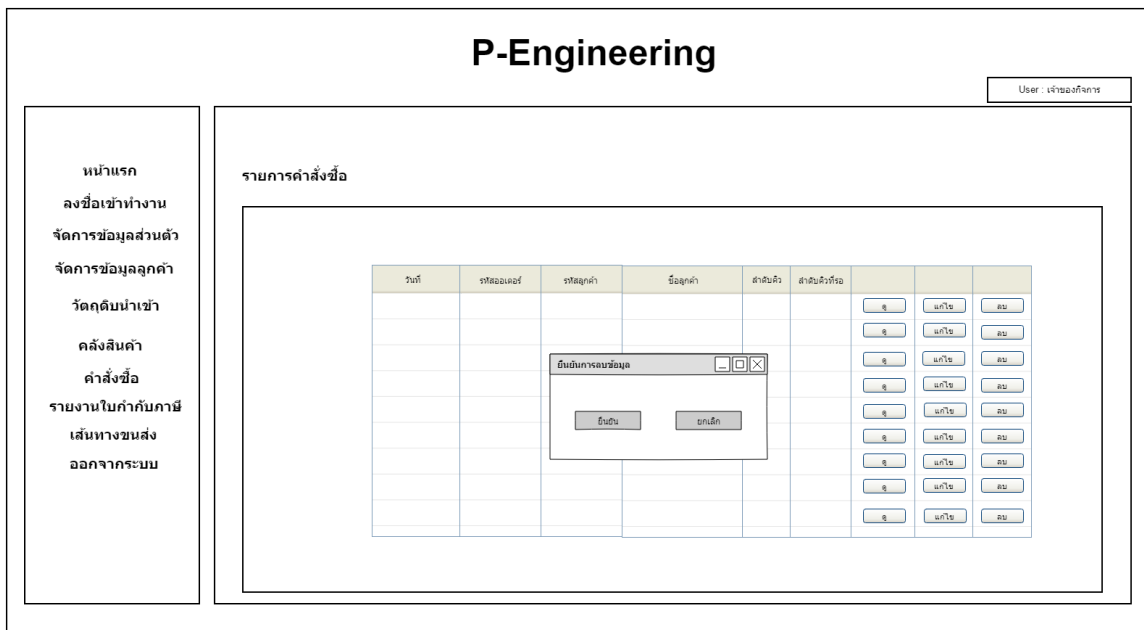 P-Engineering
User : เจ้าของกิจการ
หน้าแรก
ลงชื่อเข้าทำงาน
จัดการข้อมูลส่วนตัว
จัดการข้อมูลลูกค้า
วัตถุดิบนำเข้า
คลังสินค้า
คำสั่งซื้อ
รายงานใบกำกับภาษี
เส้นทางขนส่ง
ออกจากระบบ
รายการคำสั่งซื้อ
วันที่ รหัสออเดอร์ รหัสลูกค้า ชื่อลูกค้า ลำดับคิว ลำดับคิวที่รอ
ดู แก้ไข ลบ
ดู แก้ไข ลบ
ดู แก้ไข ลบ
ดู แก้ไข ลบ
ดู แก้ไข ลบ
ดู แก้ไข ลบ
ดู แก้ไข ลบ
ดู แก้ไข ลบ
ดู แก้ไข ลบ
ยืนยันการลบข้อมูล
ยืนยัน ยกเลิก